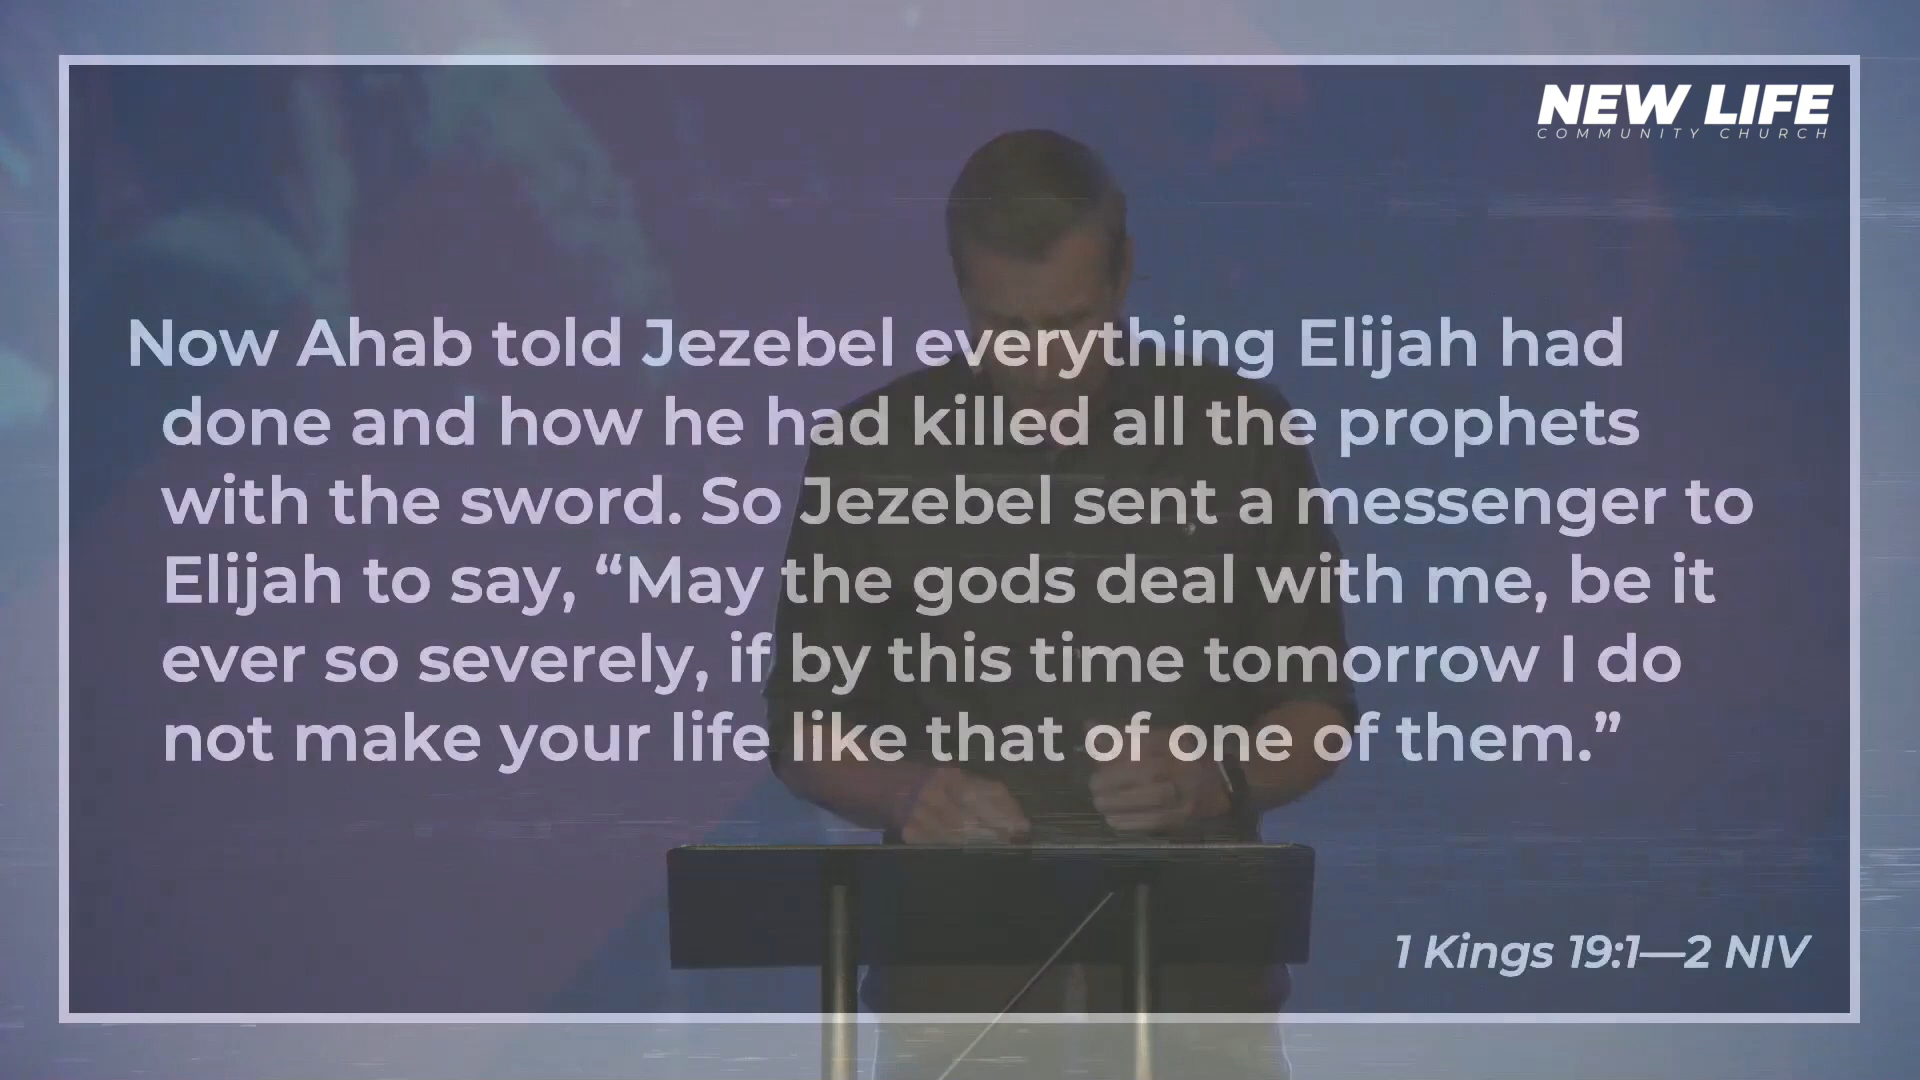 NEW LIFE
COMMUNITY CHURCH
Now Ahab told Jezebel everything Elijah had
done and how he had killed all the prophets
with the sword. So Jezebel sent a messenger to
Elijah to say, “May the gods deal with me, be it
ever so severely, if by this time tomorrow I do
not make your life like that of one of them.”
1 Kings 19:1—2 NIV